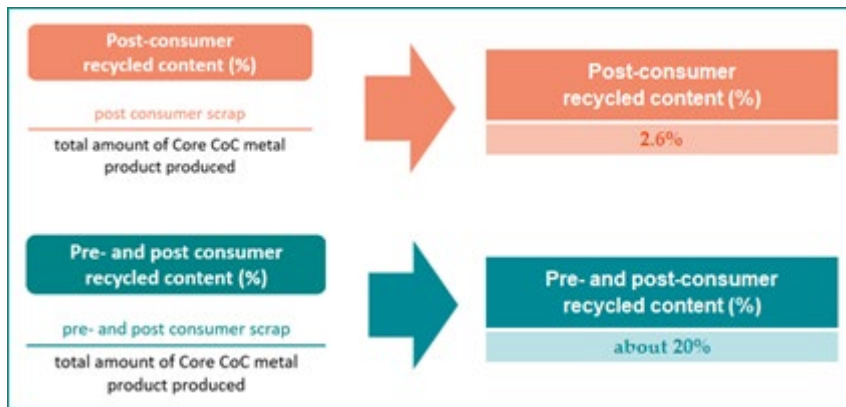 Post-consumer
recycled content (%)
post consumer scrap
total amount of Core CoC metal
product produced
Post-consumer
recycled content (%)
2.6%
Pre- and post consumer
recycled content (%)
pre- and post consumer scrap
total amount of Core CoC metal
product produced
Pre- and post-consumer
recycled content (%)
about 20%